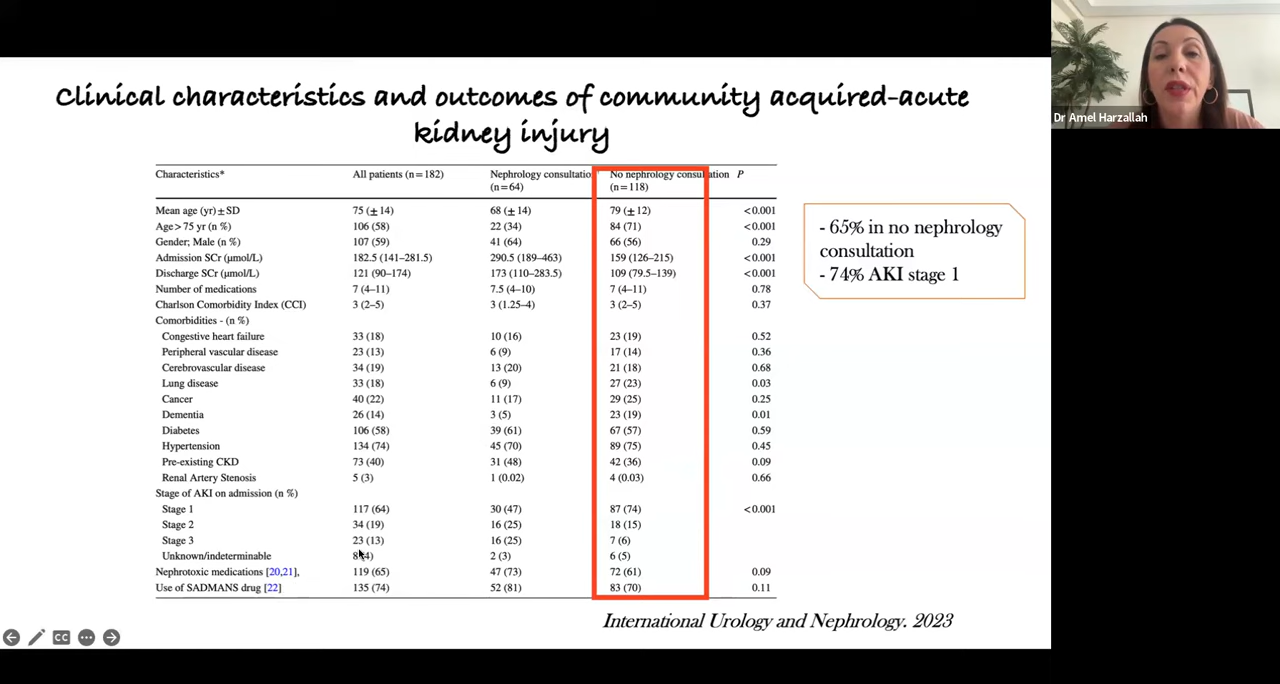 Clinical characteristics and outcomes of community acquired-acute
kidney injury
Dr Amel Harzallah
Characteristics* All patients (n=182) Nephrology consultatio No nephrology consultation P
(n=64) (n=118)
Mean age (yr)±SD 75 (±14) 68 (±14) 79 (±12) <0.001
Age>75 yr (n %) 106 (58) 22 (34) 84 (71) <0.001
Gender; Male (n %) 107 (59) 41 (64) 66 (56) 0.29
Admission SCr (μmol/L) 182.5 (141–281.5) 290.5 (189–463) 159 (126–215) <0.001
Discharge SCr (μmol/L) 121 (90–174) 173 (110–283.5) 109 (79.5–139) <0.001
Number of medications 7 (4–11) 7.5 (4–10) 7 (4–11) 0.78
Charlson Comorbidity Index (CCI) 3 (2–5) 3 (1.25–4) 3 (2–5) 0.37
Comorbidities - (n %)
Congestive heart failure 33 (18) 10 (16) 23 (19) 0.52
Peripheral vascular disease 23 (13) 6 (9) 17 (14) 0.36
Cerebrovascular disease 34 (19) 13 (20) 21 (18) 0.68
Lung disease 33 (18) 6 (9) 27 (23) 0.03
Cancer 40 (22) 11 (17) 29 (25) 0.25
Dementia 26 (14) 3 (5) 23 (19) 0.01
Diabetes 106 (58) 39 (61) 67 (57) 0.59
Hypertension 134 (74) 45 (70) 89 (75) 0.45
Pre-existing CKD 73 (40) 31 (48) 42 (36) 0.09
Renal Artery Stenosis 5 (3) 1 (0.02) 4 (0.03) 0.66
Stage of AKI on admission (n %)
Stage 1 117 (64) 30 (47) 87 (74) <0.001
Stage 2 34 (19) 16 (25) 18 (15)
Stage 3 23 (13) 16 (25) 7 (6)
Unknown/indeterminable 8 4) 2 (3) 6 (5)
Nephrotoxic medications [20,21], 119 (65) 47 (73) 72 (61) 0.09
Use of SADMANS drug [22] 135 (74) 52 (81) 83 (70) 0.11
- 65% in no nephrology
consultation
- 74% AKI stage 1
International Urology and Nephrology. 2023
CC